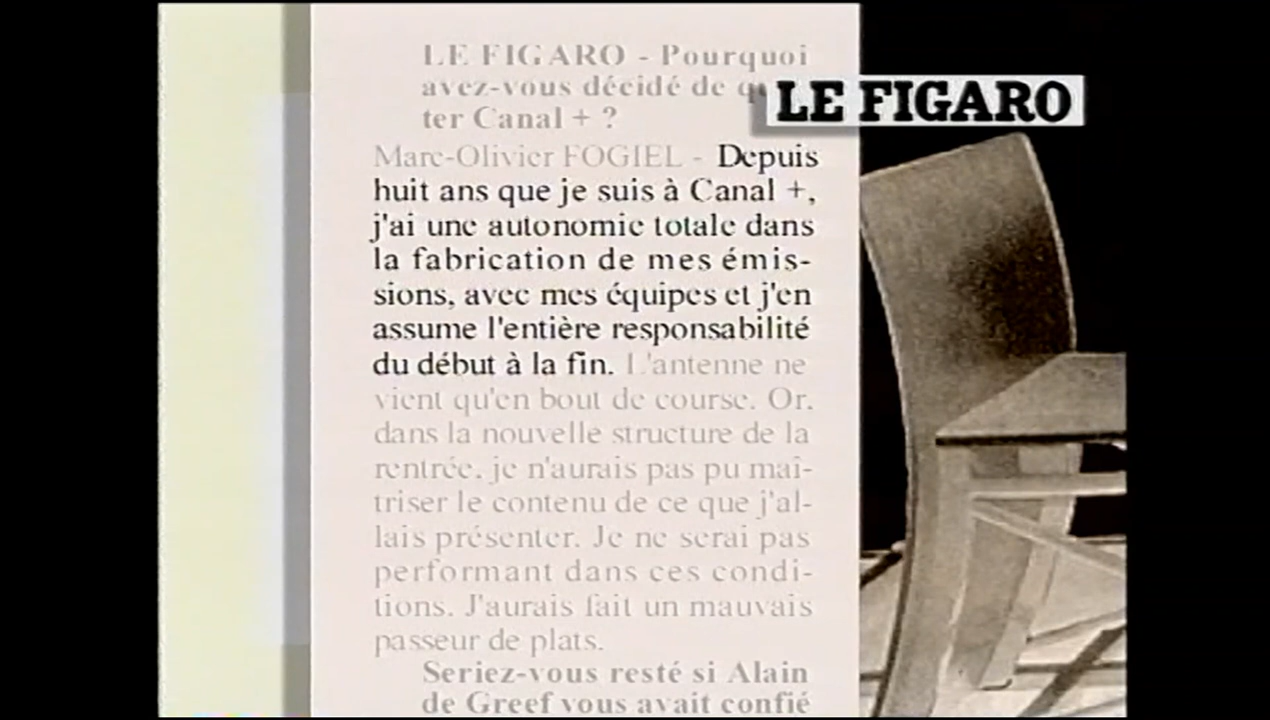 LE FIGARO - Pourquoi
avez-vous décidé de
ter Canal + ?
LE FIGARO
Marc-Olivier FOGIEL - Depuis
huit ans que je suis à Canal +,
j'ai une autonomie totale dans
la fabrication de mes émis-
sions, avec mes équipes et j'en
assume l'entière responsabilité
du début à la fin. L'antenne ne
vient qu'en bout de course. Or,
dans la nouvelle structure de la
rentrée, je n'aurais pas pu maî-
triser le contenu de ce que j'al-
lais présenter. Je ne serai pas
performant dans ces condi-
tions. J'aurais fait un mauvais
passeur de plats.
Seriez-vous resté si Alain
de Greef vous avait confié